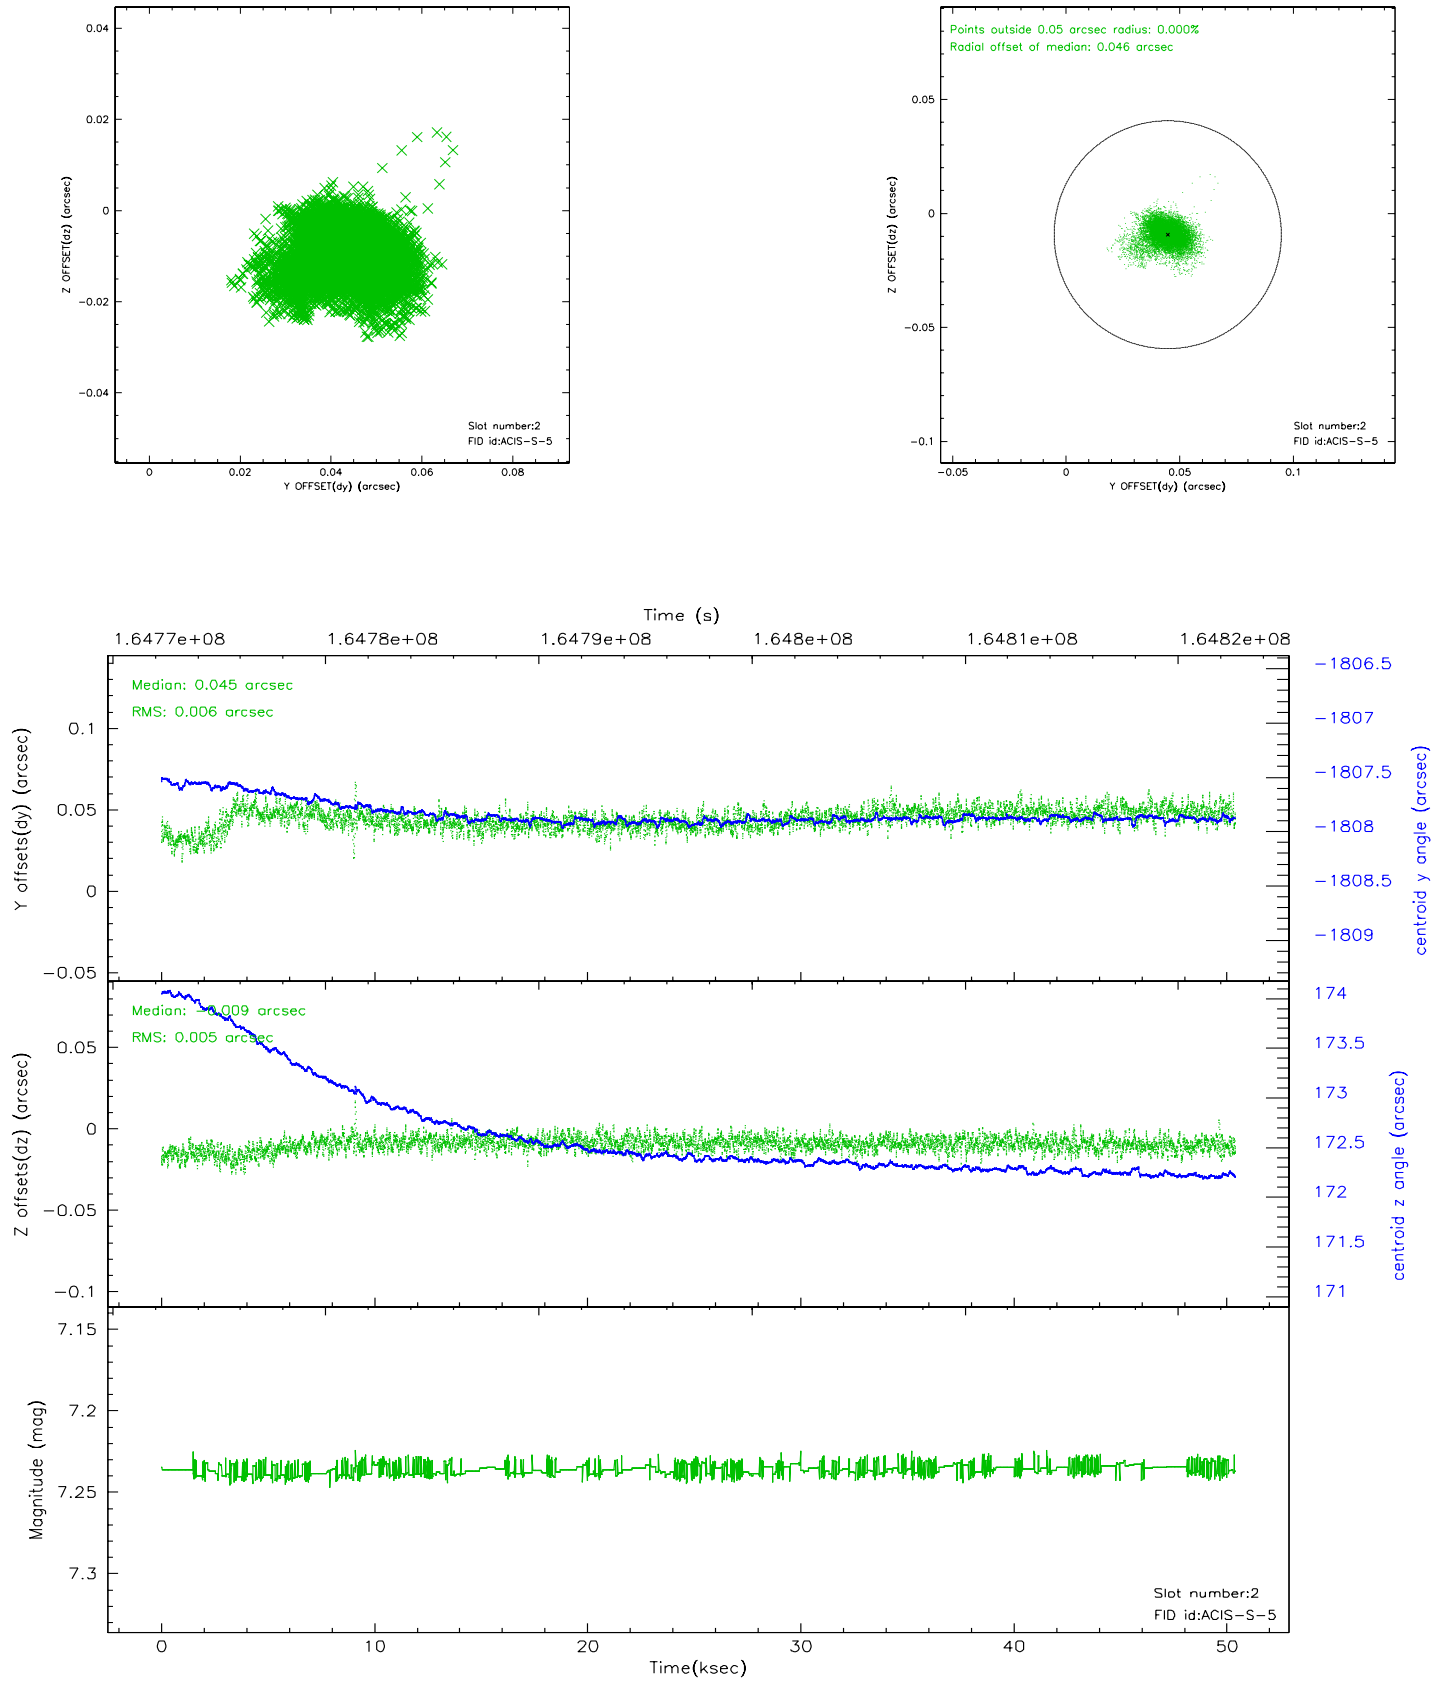 0.04
0.02
0
-0.02
-0.04
Z OFFSET(dz) (arcsec)
Slot number:2
FID id:ACIS-S-5
0 0.02 0.04 0.06 0.08
Y OFFSET(dy) (arcsec)
Points outside 0.05 arcsec radius: 0.000%
Radial offset of median: 0.046 arcsec
0.05
0
-0.05
-0.1
Z OFFSET(dz) (arcsec)
Slot number:2
FID id:ACIS-S-5
-0.05 0 0.05 0.1
Y OFFSET(dy) (arcsec)
Time (s)
1.6477e+08 1.6478e+08 1.6479e+08 1.648e+08 1.6481e+08 1.6482e+08
Median: 0.045 arcsec
RMS: 0.006 arcsec
0.1
0.05
0
-0.05
Y offsets(dy) (arcsec)
-1806.5
-1807
-1807.5
-1808
-1808.5
-1809
centroid y angle (arcsec)
Median: -0.009 arcsec
RMS: 0.005 arcsec
0.05
0
-0.05
-0.1
Z offsets(dz) (arcsec)
174
173.5
173
172.5
172
171.5
171
centroid z angle (arcsec)
7.15
7.2
7.25
7.3
Magnitude (mag)
Slot number:2
FID id:ACIS-S-5
0 10 20 30 40 50
Time(ksec)